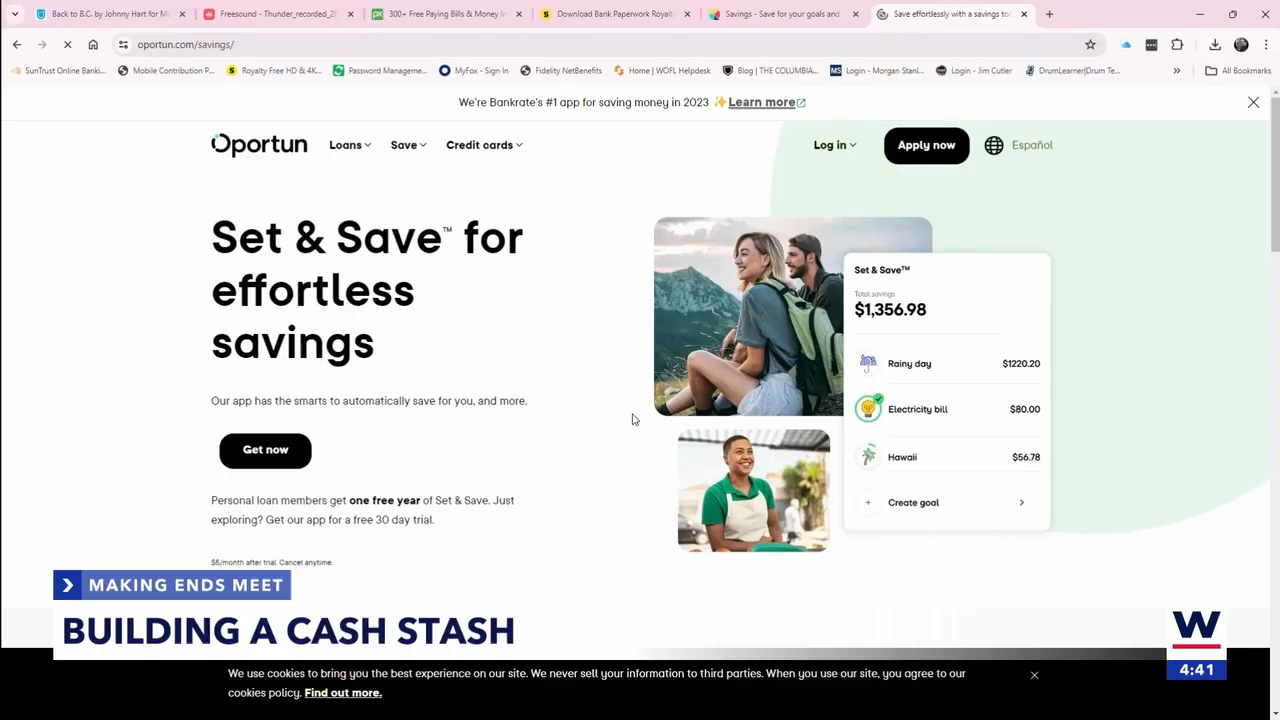 Back to B.C. by Johnny Hart for M
Freesound - Thunder_recorded_2
300+ Free Paying Bills & Money I
Download Bank Paperwork Royalt
Savings - Save for your goals and
Save effortlessly with a savings to
oportun.com/savings/
SunTrust Online Banki...
Mobile Contribution P...
Royalty Free HD & 4K...
Password Manageme...
MyFox - Sign In
Fidelity NetBenefits
Home | WOFL Helpdesk
Blog | THE COLUMBIA...
Login - Morgan Stanl...
Login - Jim Cutler
DrumLearner|Drum Te...
All Bookmarks
We're Bankrate's #1 app for saving money in 2023 ✨Learn more
Oportun
Loans
Save
Credit cards
Log in
Apply now
Español
Set & Save™ for
effortless
savings
Our app has the smarts to automatically save for you, and more.
Get now
Personal loan members get one free year of Set & Save. Just
exploring? Get our app for a free 30 day trial.
$5/month after trial. Cancel anytime.
Set & Save™
Total savings
$1,356.98
Rainy day $1220.20
Electricity bill $80.00
Hawaii $56.78
Create goal
MAKING ENDS MEET
BUILDING A CASH STASH
W
4:41
We use cookies to bring you the best experience on our site. We never sell your information to third parties. When you use our site, you agree to our
cookies policy. Find out more.